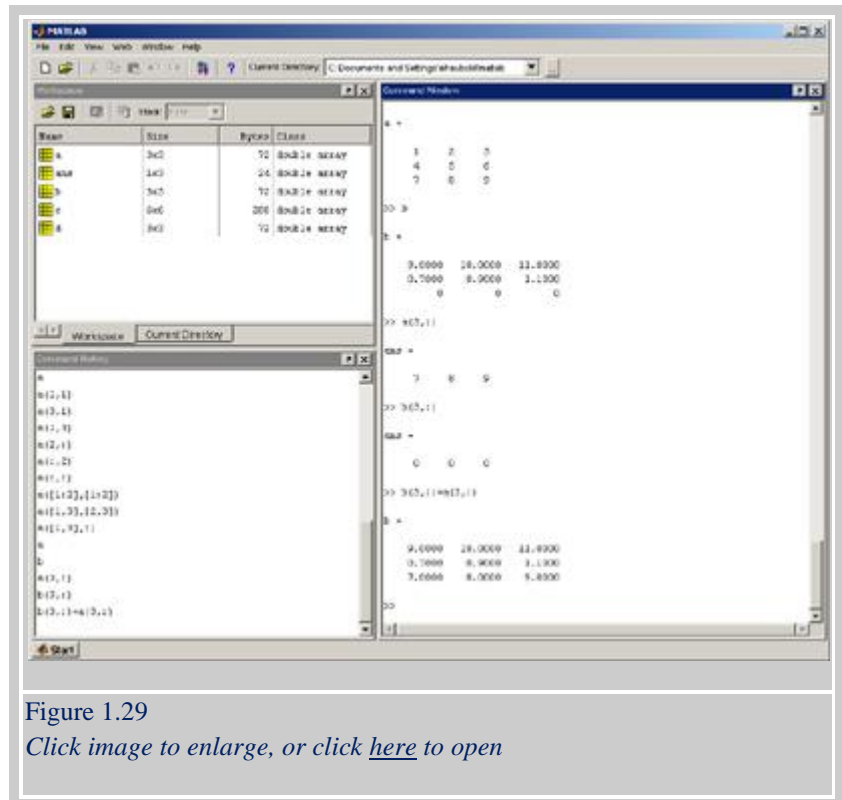 MATLAB
File Edit View Web Window Help
Current Directory: C:\Documents and Settings\
Workspace
Stack:
Name Size Bytes Class
a 3x3 72 double array
ans 1x3 24 double array
b 3x3 72 double array
c 6x6 288 double array
d 3x3 72 double array
Workspace Current Directory
Command History
a
a(2,1)
a(3,1)
a(2,:)
a(:,2)
a(:,:)
a([1:2],[1:2])
a([1,3],[2,3])
a([1,3],:)
a
b
a(3,:)
b(3,:)
b(3,:)=a(3,:)
Start
Command Window
a =
1 2 3
4 5 6
7 8 9
>> b
b =
9.0000 10.0000 11.0000
0.7000 0.9000 1.1000
0 0 0
>> a(3,:)
ans =
7 8 9
>> b(3,:)
ans =
0 0 0
>> b(3,:)=a(3,:)
b =
9.0000 10.0000 11.0000
0.7000 0.9000 1.1000
7.0000 8.0000 9.0000
>>
Figure 1.29
Click image to enlarge, or click here to open